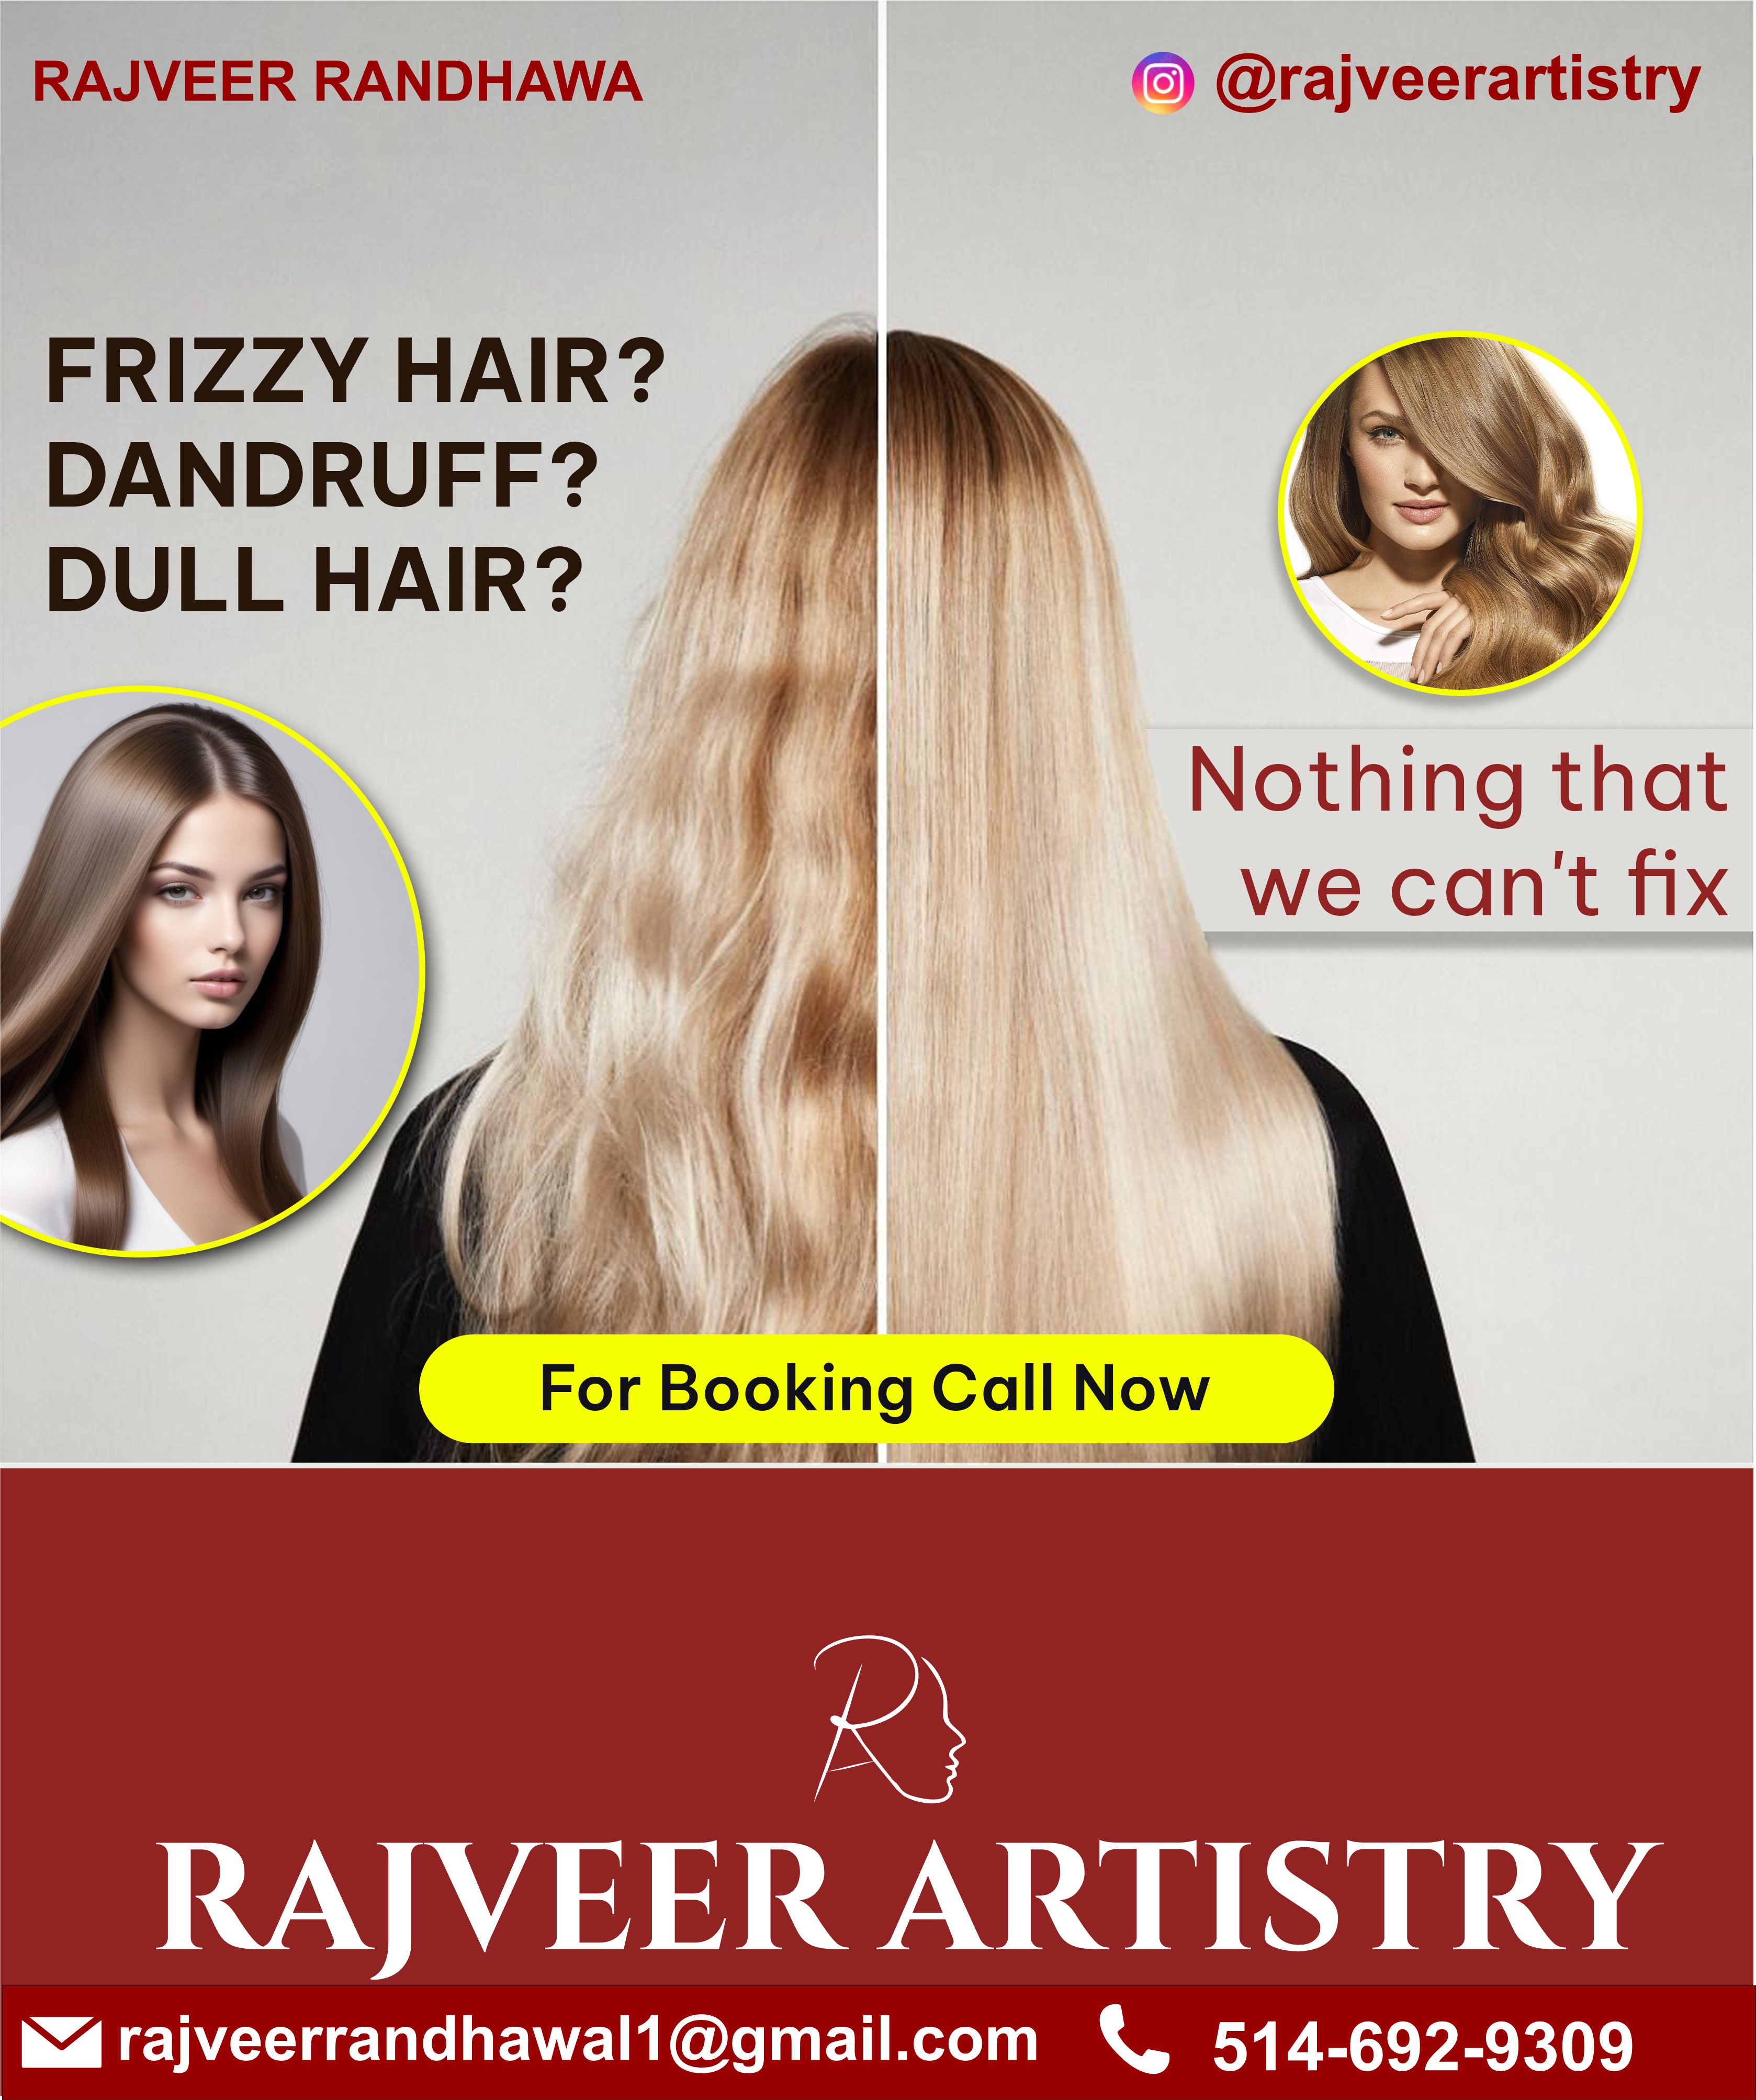 RAJVEER RANDHAWA
@rajveerartistry
FRIZZY HAIR?
DANDRUFF?
DULL HAIR?
Nothing that
we can't fix
For Booking Call Now
RAJVEER ARTISTRY
rajveerrandhawal1@gmail.com
514-692-9309